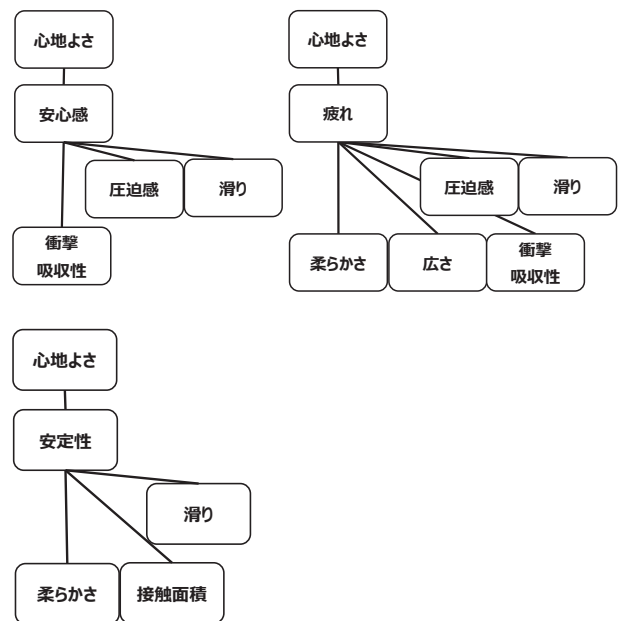 心地よさ
安心感
圧迫感
滑り
衝撃
吸収性
心地よさ
疲れ
圧迫感
滑り
柔らかさ
広さ
衝撃
吸収性
心地よさ
安定性
滑り
柔らかさ
接触面積